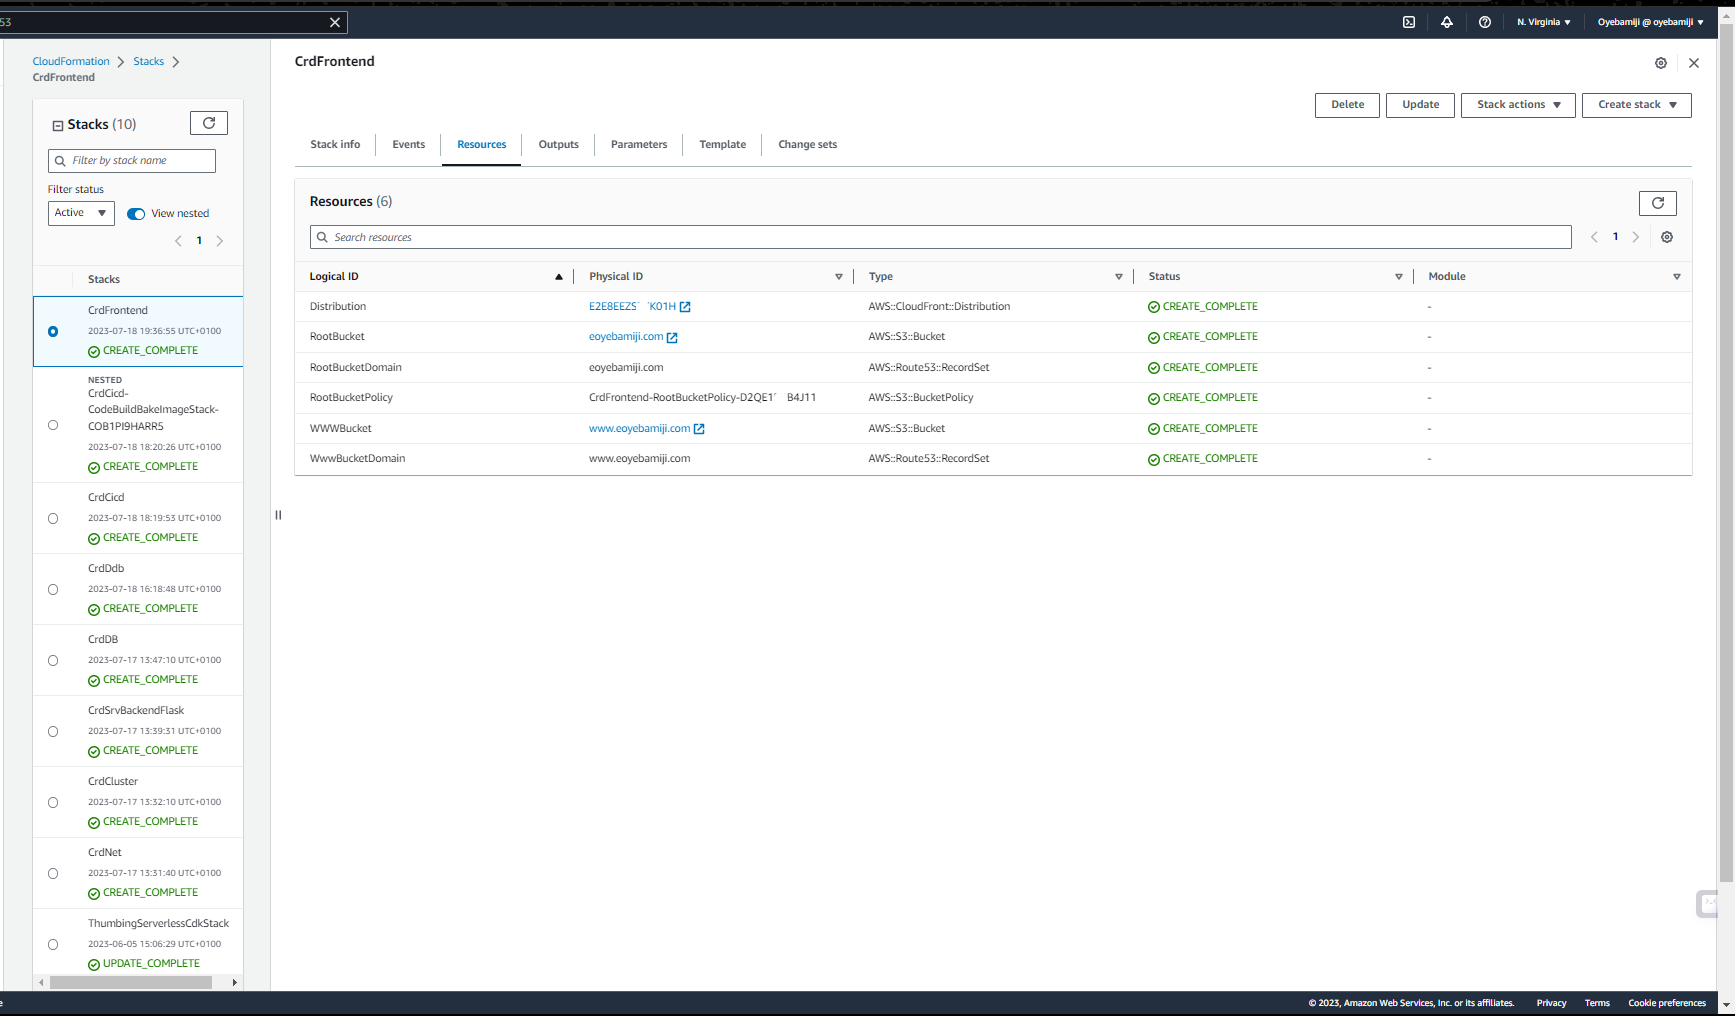 53
N. Virginia
Oyebamiji @ oyebamiji
CloudFormation
Stacks
CrdFrontend
Stacks (10)
Filter by stack name
Filter status
Active
View nested
1
Stacks
CrdFrontend
2023-07-18 19:36:55 UTC+0100
CREATE_COMPLETE
NESTED
CrdCicd-
CodeBuildBakeImageStack-
COB1PI9HARR5
2023-07-18 18:20:26 UTC+0100
CREATE_COMPLETE
CrdCicd
2023-07-18 18:19:53 UTC+0100
CREATE_COMPLETE
CrdDdb
2023-07-18 16:18:48 UTC+0100
CREATE_COMPLETE
CrdDB
2023-07-17 13:47:10 UTC+0100
CREATE_COMPLETE
CrdSrvBackendFlask
2023-07-17 13:39:31 UTC+0100
CREATE_COMPLETE
CrdCluster
2023-07-17 13:32:10 UTC+0100
CREATE_COMPLETE
CrdNet
2023-07-17 13:31:40 UTC+0100
CREATE_COMPLETE
ThumbingServerlessCdkStack
2023-06-05 15:06:29 UTC+0100
UPDATE_COMPLETE
CrdFrontend
Delete Update Stack actions Create stack
Stack info Events Resources Outputs Parameters Template Change sets
Resources (6)
Search resources
1
Logical ID Physical ID Type Status Module
Distribution E2E8EEZS K01H AWS::CloudFront::Distribution CREATE_COMPLETE -
RootBucket eoyebamiji.com AWS::S3::Bucket CREATE_COMPLETE -
RootBucketDomain eoyebamiji.com AWS::Route53::RecordSet CREATE_COMPLETE -
RootBucketPolicy CrdFrontend-RootBucketPolicy-D2QE1 B4J11 AWS::S3::BucketPolicy CREATE_COMPLETE -
WWWBucket www.eoyebamiji.com AWS::S3::Bucket CREATE_COMPLETE -
WwwBucketDomain www.eoyebamiji.com AWS::Route53::RecordSet CREATE_COMPLETE -
© 2023, Amazon Web Services, Inc. or its affiliates. Privacy Terms Cookie preferences